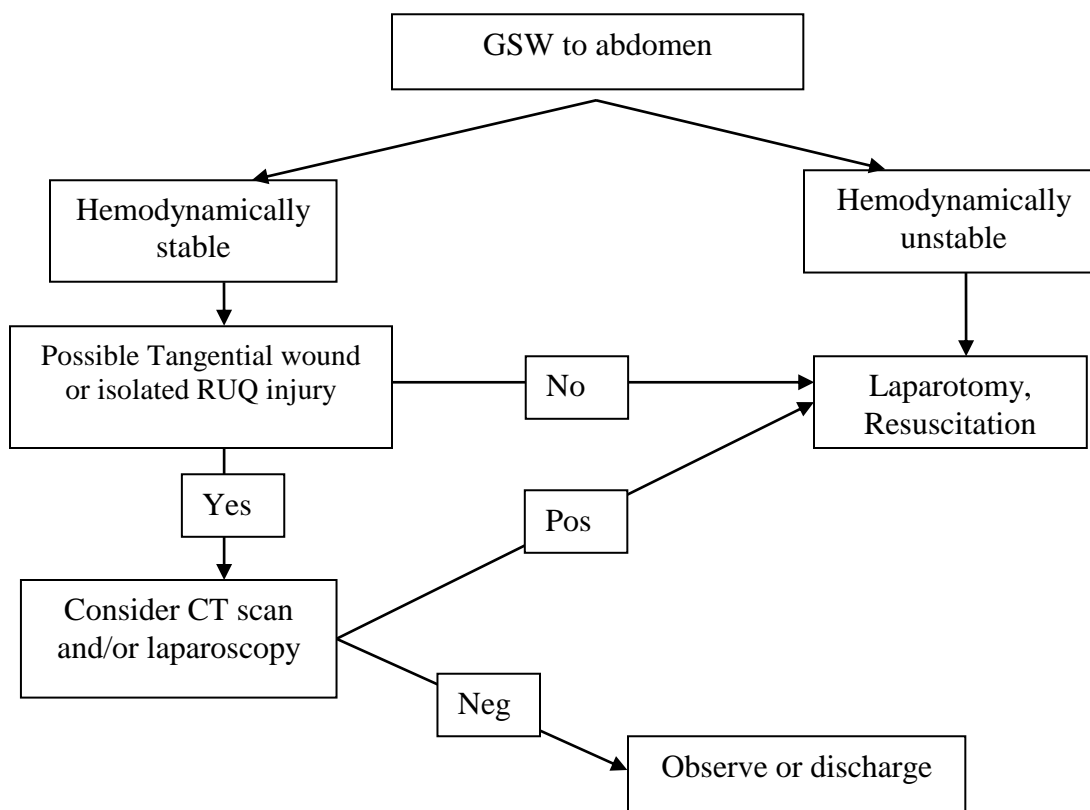 GSW to abdomen
Hemodynamically
stable
Hemodynamically
unstable
Possible Tangential wound
or isolated RUQ injury
No
Laparotomy,
Resuscitation
Yes
Pos
Consider CT scan
and/or laparoscopy
Neg
Observe or discharge